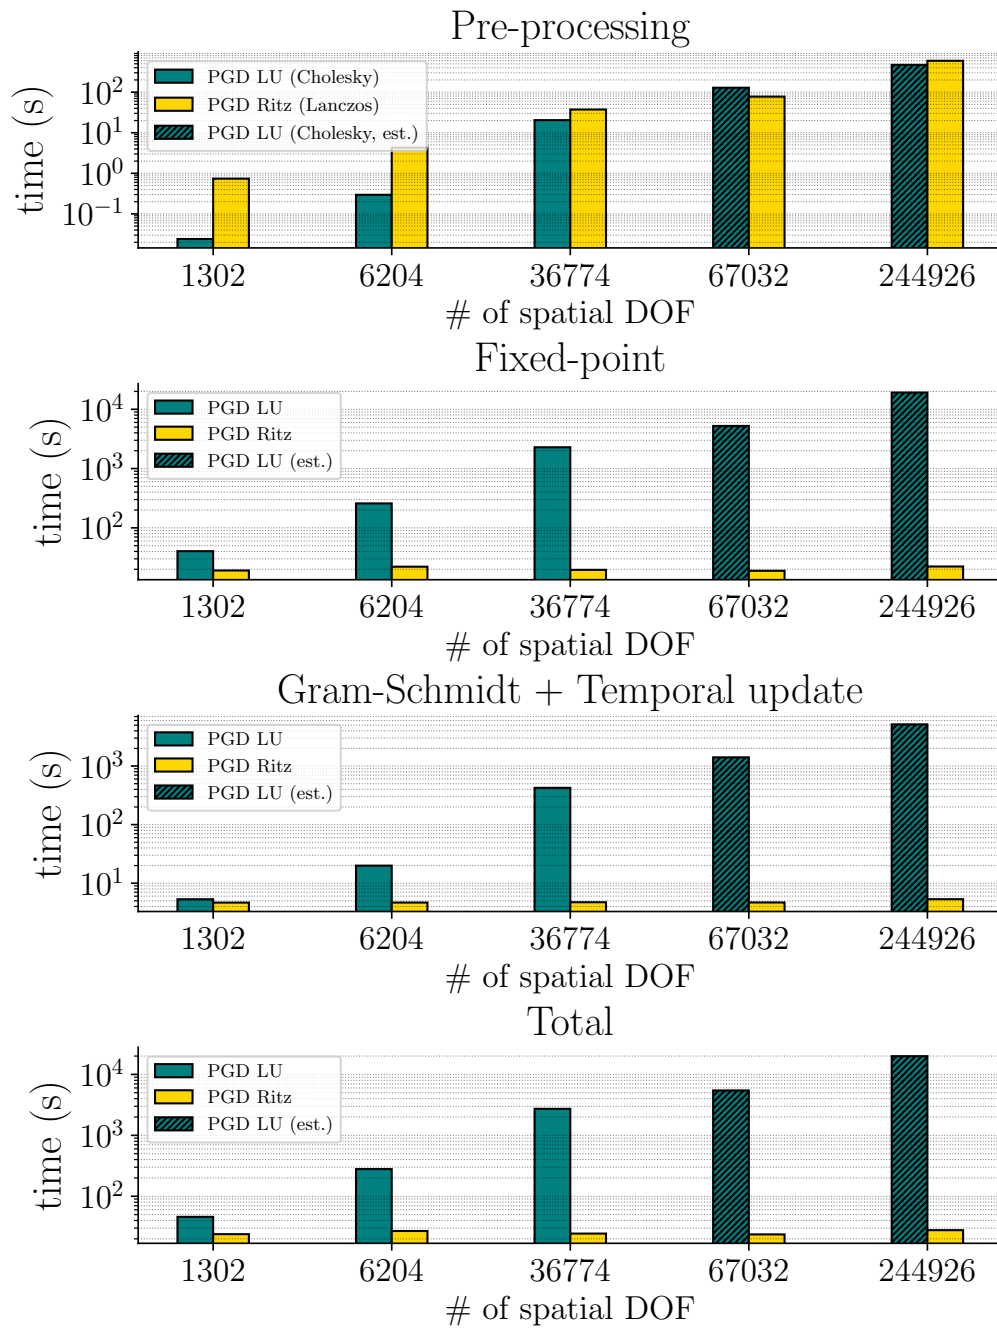 Pre-processing
time (s)
10^2
10^1
10^0
10^−1
PGD LU (Cholesky)
PGD Ritz (Lanczos)
PGD LU (Cholesky, est.)
1302 6204 36774 67032 244926
# of spatial DOF
Fixed-point
time (s)
10^4
10^3
10^2
PGD LU
PGD Ritz
PGD LU (est.)
1302 6204 36774 67032 244926
# of spatial DOF
Gram-Schmidt + Temporal update
time (s)
10^3
10^2
10^1
PGD LU
PGD Ritz
PGD LU (est.)
1302 6204 36774 67032 244926
# of spatial DOF
Total
time (s)
10^4
10^3
10^2
PGD LU
PGD Ritz
PGD LU (est.)
1302 6204 36774 67032 244926
# of spatial DOF